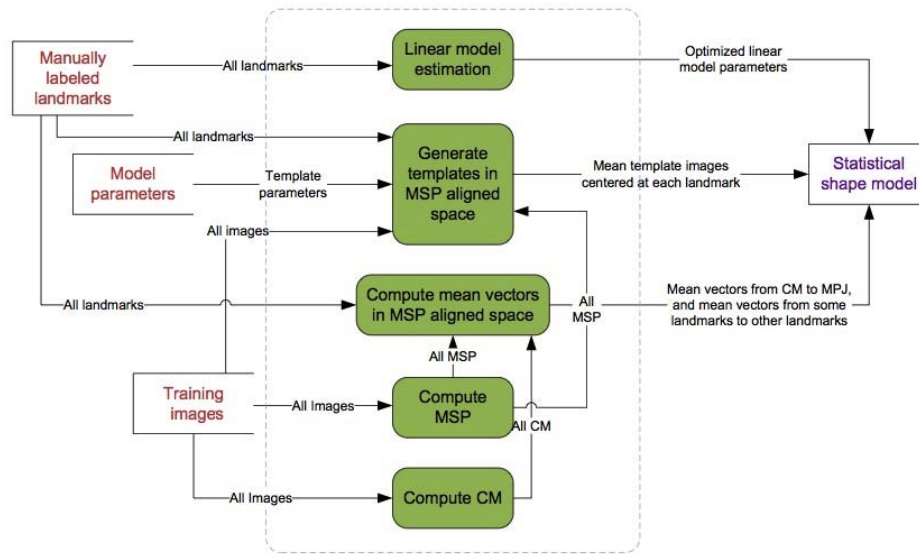 Manually
labeled
landmarks
All landmarks
Linear model
estimation
Optimized linear
model parameters
All landmarks
Model
parameters
Template
parameters
Generate
templates in
MSP aligned
space
Mean template images
centered at each landmark
Statistical
shape model
All images
All landmarks
Compute mean vectors
in MSP aligned space
All
MSP
Mean vectors from CM to MPJ,
and mean vectors from some
landmarks to other landmarks
All MSP
Training
images
All Images
Compute
MSP
All CM
All Images
Compute CM